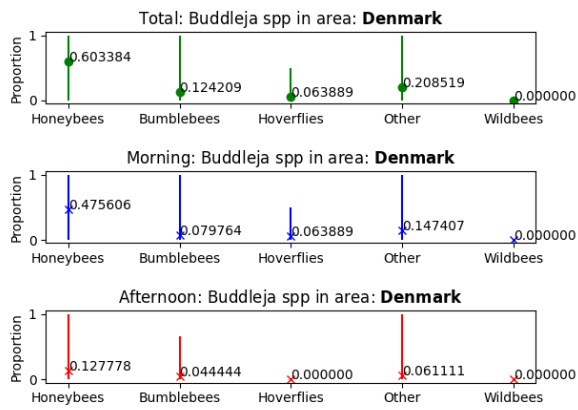 Total: Buddleja spp in area: Denmark
Proportion
1
0
0.603384
0.124209
0.063889
0.208519
0.000000
Honeybees
Bumblebees
Hoverflies
Other
Wildbees
Morning: Buddleja spp in area: Denmark
Proportion
1
0
0.475606
0.079764
0.063889
0.147407
0.000000
Honeybees
Bumblebees
Hoverflies
Other
Wildbees
Afternoon: Buddleja spp in area: Denmark
Proportion
1
0
0.127778
0.044444
0.000000
0.061111
0.000000
Honeybees
Bumblebees
Hoverflies
Other
Wildbees